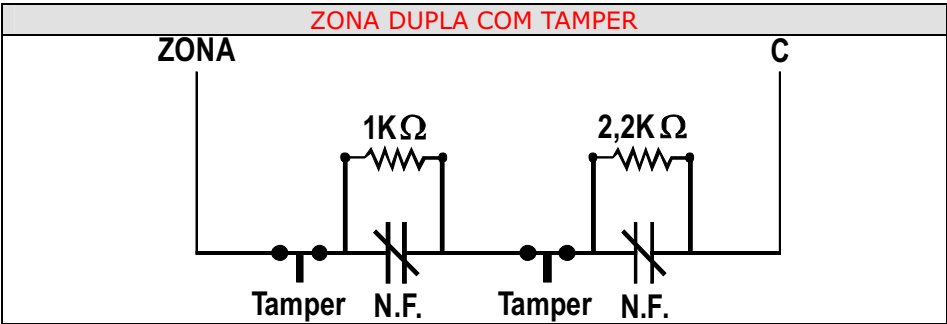 ZONA DUPLA COM TAMPER
ZONA C
1KΩ 2,2KΩ
Tamper N.F. Tamper N.F.